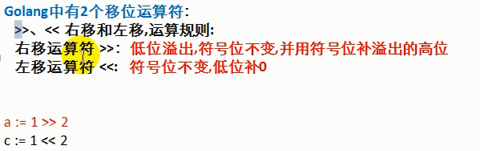 Golang中有2个移位运算符:
>>、<< 右移和左移,运算规则:
右移运算符 >>: 低位溢出,符号位不变,并用符号位补溢出的高位
左移运算符 <<: 符号位不变,低位补0
a := 1 >> 2
c := 1 << 2